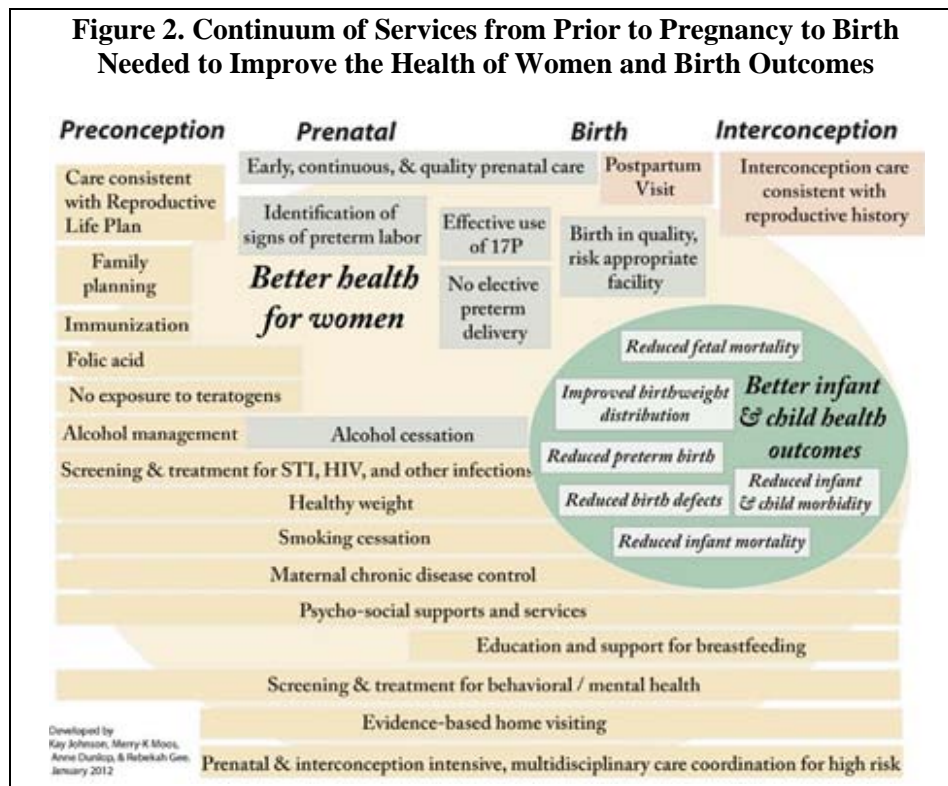 Figure 2. Continuum of Services from Prior to Pregnancy to Birth
Needed to Improve the Health of Women and Birth Outcomes
Preconception
Prenatal
Birth
Interconception
Care consistent
with Reproductive
Life Plan
Family
planning
Immunization
Folic acid
No exposure to teratogens
Alcohol management
Early, continuous, & quality prenatal care
Identification of
signs of preterm labor
Better health
for women
Effective use
of 17P
No elective
preterm
delivery
Alcohol cessation
Postpartum
Visit
Birth in quality,
risk appropriate
facility
Interconception care
consistent with
reproductive history
Reduced fetal mortality
Improved birthweight
distribution
Better infant
& child health
outcomes
Reduced preterm birth
Reduced birth defects
Reduced infant
& child morbidity
Reduced infant mortality
Screening & treatment for STI, HIV, and other infections
Healthy weight
Smoking cessation
Maternal chronic disease control
Psycho-social supports and services
Education and support for breastfeeding
Screening & treatment for behavioral / mental health
Evidence-based home visiting
Prenatal & interconception intensive, multidisciplinary care coordination for high risk
Developed by
Kay Johnson, Merry-K Moos,
Anne Dunlop, & Rebekah Gee.
January 2012